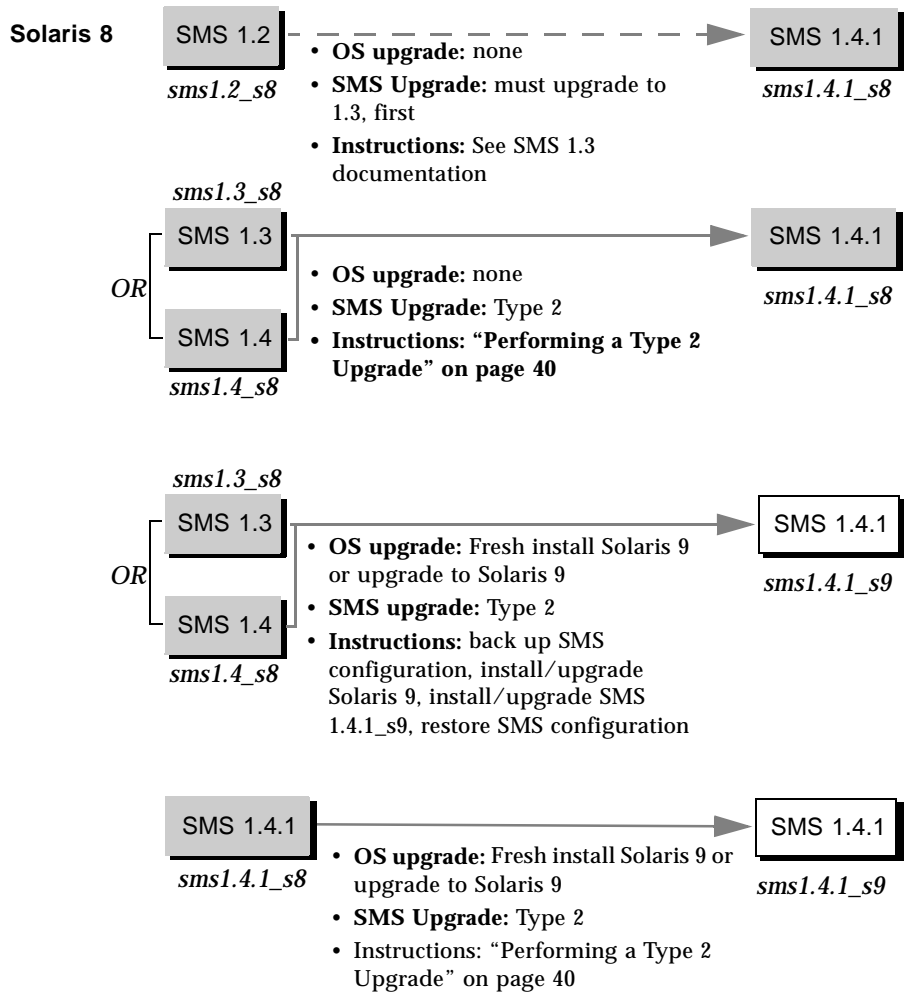 Solaris 8
SMS 1.2
sms1.2_s8
• OS upgrade: none
• SMS Upgrade: must upgrade to
1.3, first
• Instructions: See SMS 1.3
documentation
SMS 1.4.1
sms1.4.1_s8
sms1.3_s8
SMS 1.3
OR
SMS 1.4
sms1.4_s8
• OS upgrade: none
• SMS Upgrade: Type 2
• Instructions: “Performing a Type 2
Upgrade” on page 40
SMS 1.4.1
sms1.4.1_s8
sms1.3_s8
SMS 1.3
OR
SMS 1.4
sms1.4_s8
• OS upgrade: Fresh install Solaris 9
or upgrade to Solaris 9
• SMS upgrade: Type 2
• Instructions: back up SMS
configuration, install/upgrade
Solaris 9, install/upgrade SMS
1.4.1_s9, restore SMS configuration
SMS 1.4.1
sms1.4.1_s9
SMS 1.4.1
sms1.4.1_s8
• OS upgrade: Fresh install Solaris 9 or
upgrade to Solaris 9
• SMS Upgrade: Type 2
• Instructions: “Performing a Type 2
Upgrade” on page 40
SMS 1.4.1
sms1.4.1_s9